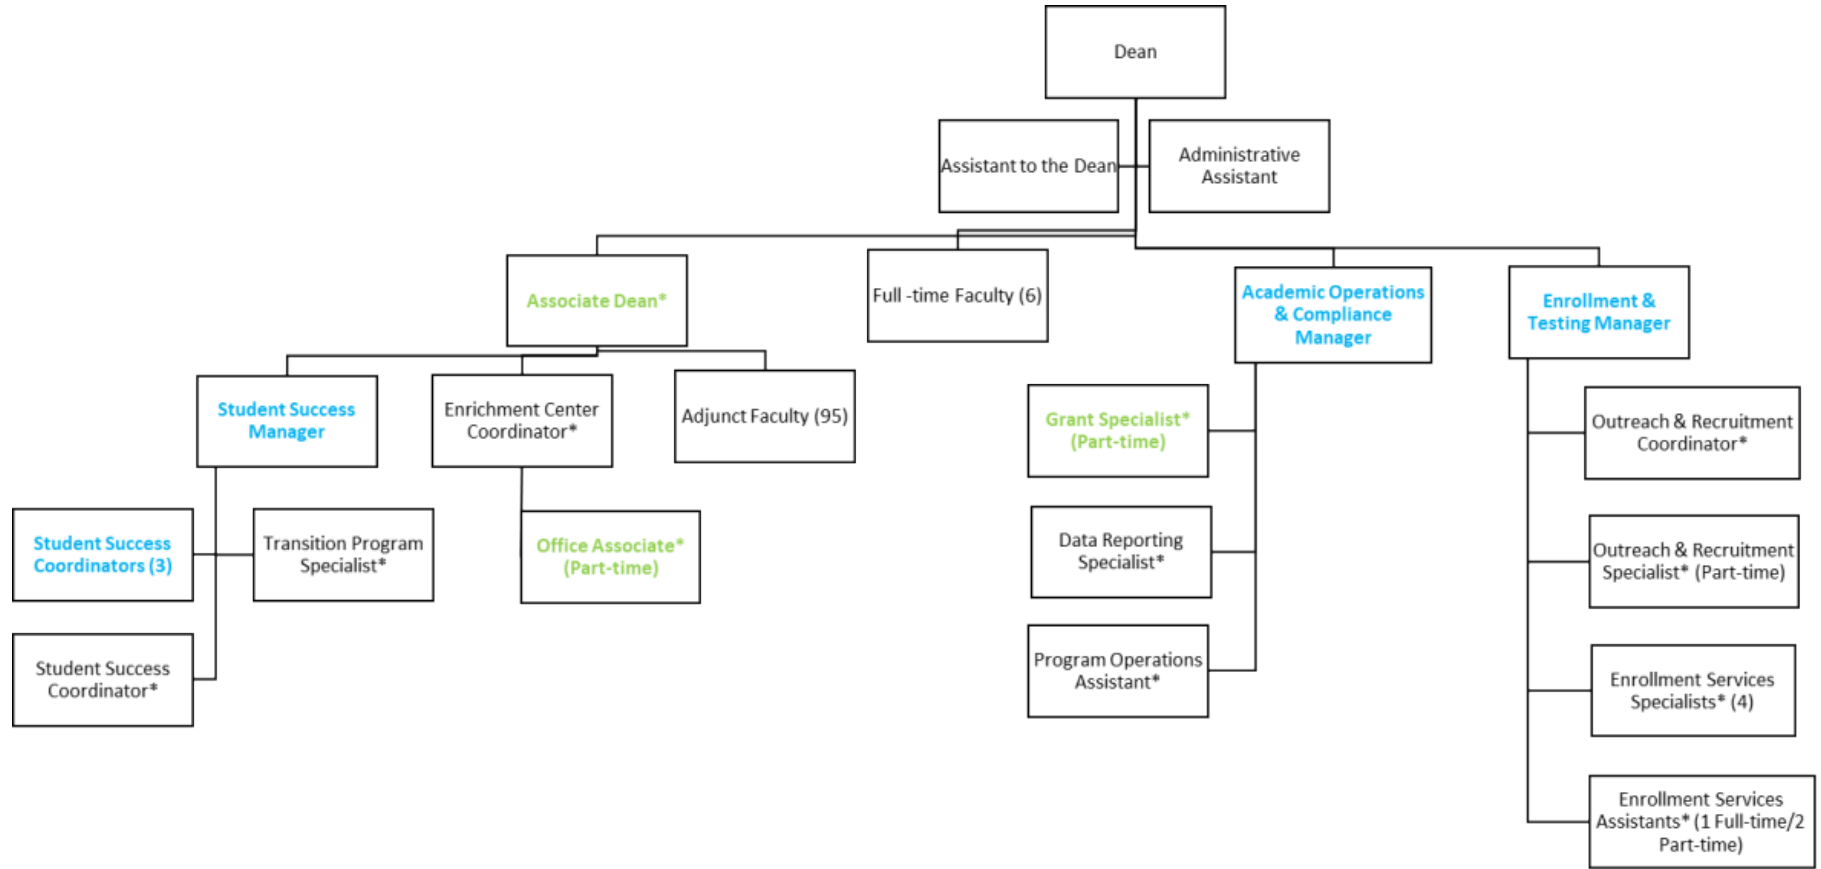 Dean
Assistant to the Dean
Administrative
Assistant
Associate Dean*
Full -time Faculty (6)
Academic Operations
& Compliance
Manager
Enrollment &
Testing Manager
Student Success
Manager
Enrichment Center
Coordinator*
Adjunct Faculty (95)
Grant Specialist*
(Part-time)
Outreach & Recruitment
Coordinator*
Student Success
Coordinators (3)
Transition Program
Specialist*
Office Associate*
(Part-time)
Data Reporting
Specialist*
Outreach & Recruitment
Specialist* (Part-time)
Student Success
Coordinator*
Program Operations
Assistant*
Enrollment Services
Specialists* (4)
Enrollment Services
Assistants* (1 Full-time/2
Part-time)